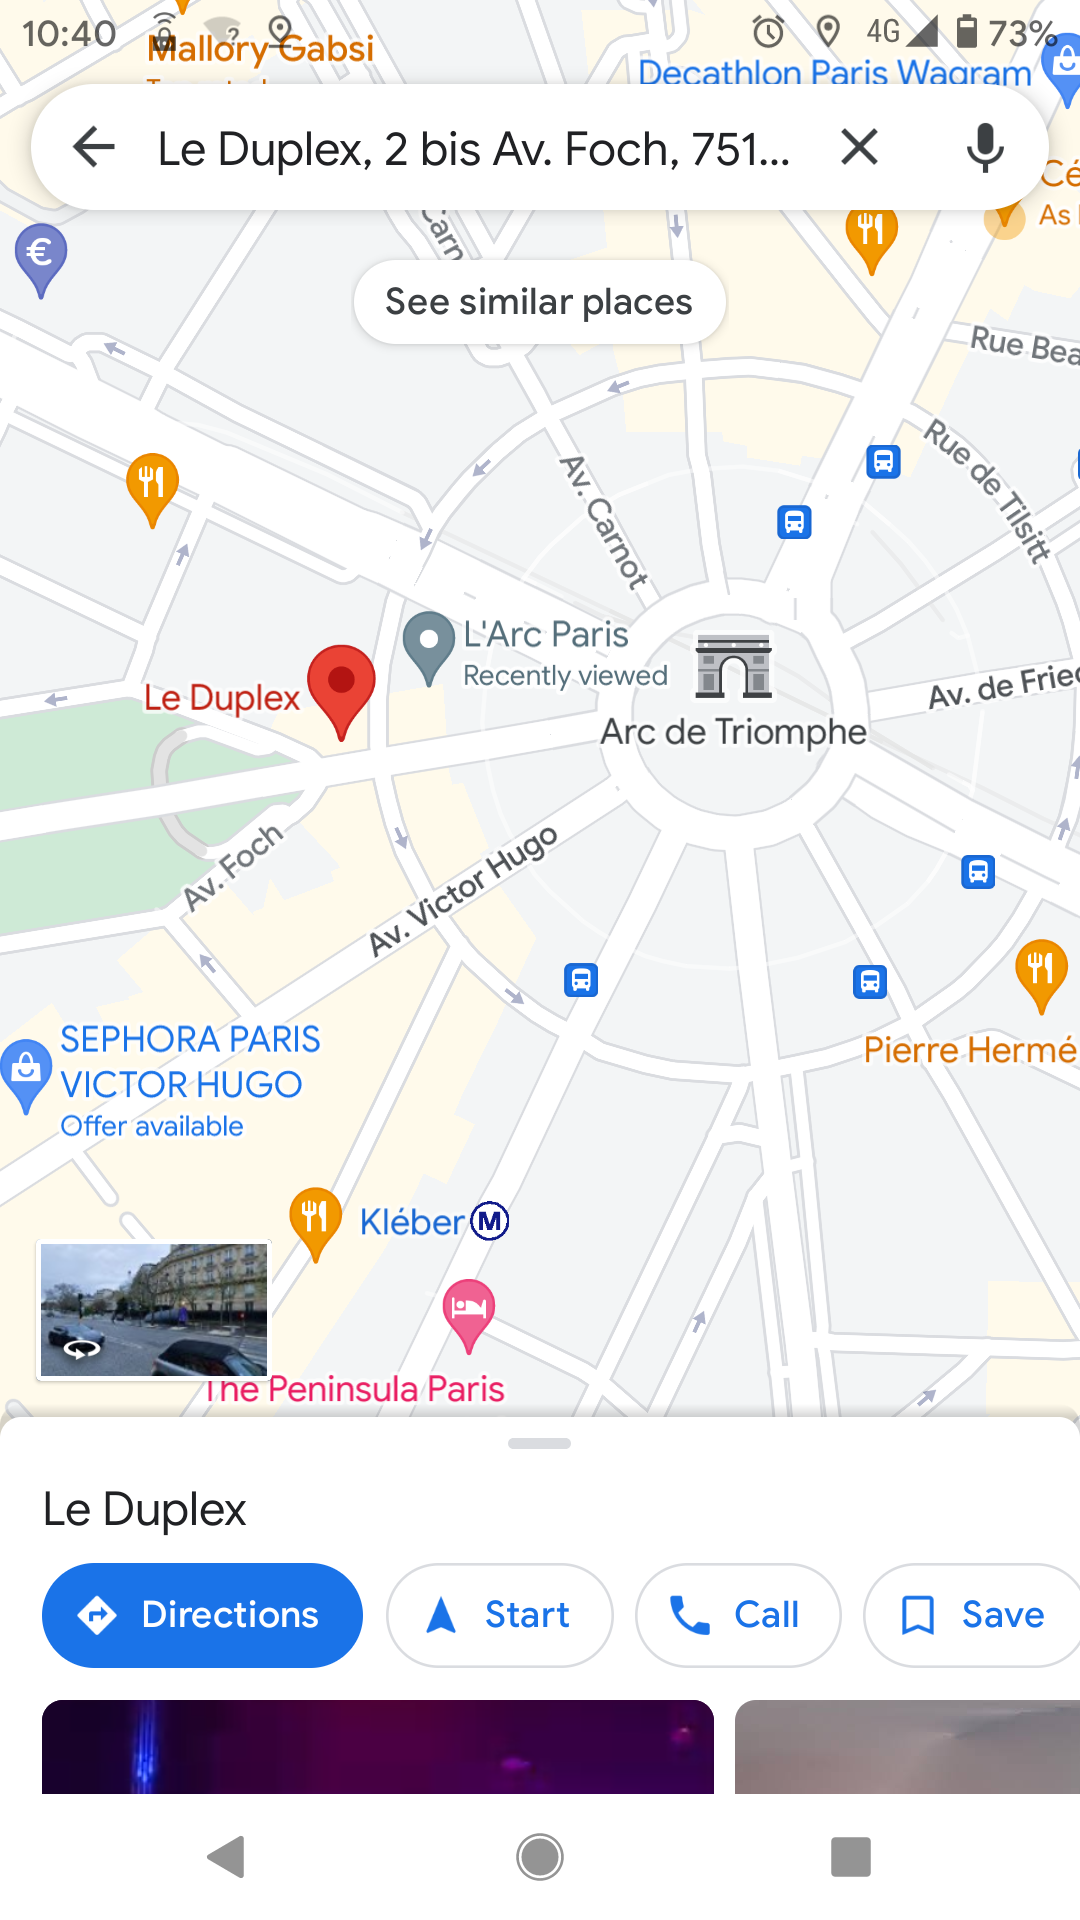 10:40
4G
73%
Mallory Gabsi
Decathlon Paris Wagram
Le Duplex, 2 bis Av. Foch, 751...
Cé
As
€
Carn
See similar places
Rue Bea
Rue de Tilsitt
Av. Carnot
L'Arc Paris
Recently viewed
Le Duplex
Av. de Fried
Arc de Triomphe
Av. Foch
Av. Victor Hugo
SEPHORA PARIS
VICTOR HUGO
Offer available
Pierre Hermé
Kléber M
The Peninsula Paris
Le Duplex
Directions
Start
Call
Save